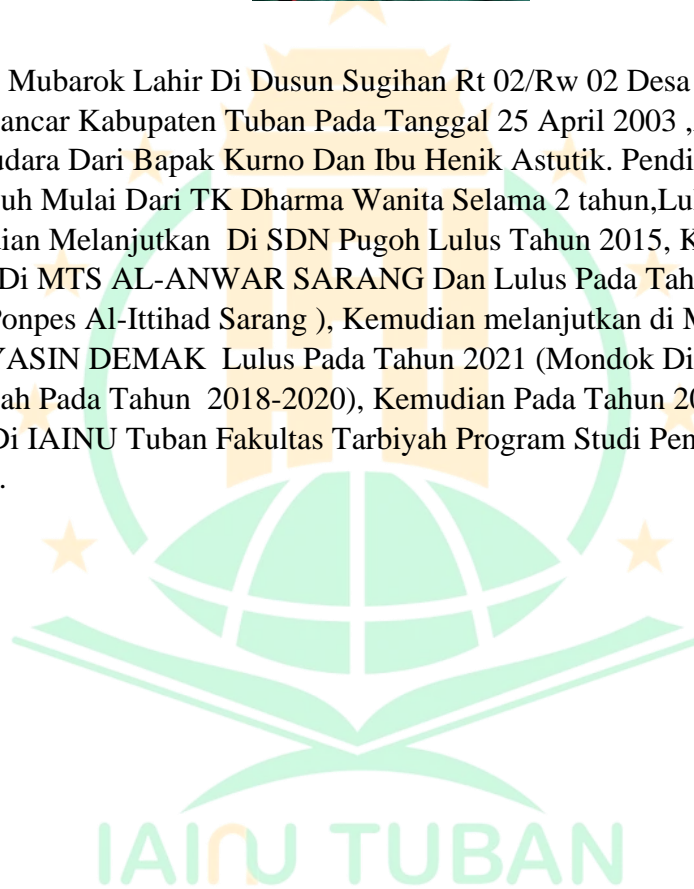 Mubarok Lahir Di Dusun Sugihan Rt 02/Rw 02 Desa
ancar Kabupaten Tuban Pada Tanggal 25 April 2003 ,
udara Dari Bapak Kurno Dan Ibu Henik Astutik. Pendi
uh Mulai Dari TK Dharma Wanita Selama 2 tahun,Lu
ian Melanjutkan Di SDN Pugoh Lulus Tahun 2015, K
Di MTS AL-ANWAR SARANG Dan Lulus Pada Tah
Ponpes Al-Ittihad Sarang ), Kemudian melanjutkan di M
YASIN DEMAK Lulus Pada Tahun 2021 (Mondok Di
ah Pada Tahun 2018-2020), Kemudian Pada Tahun 20
Di IAINU Tuban Fakultas Tarbiyah Program Studi Pen
.
IAINU TUBAN